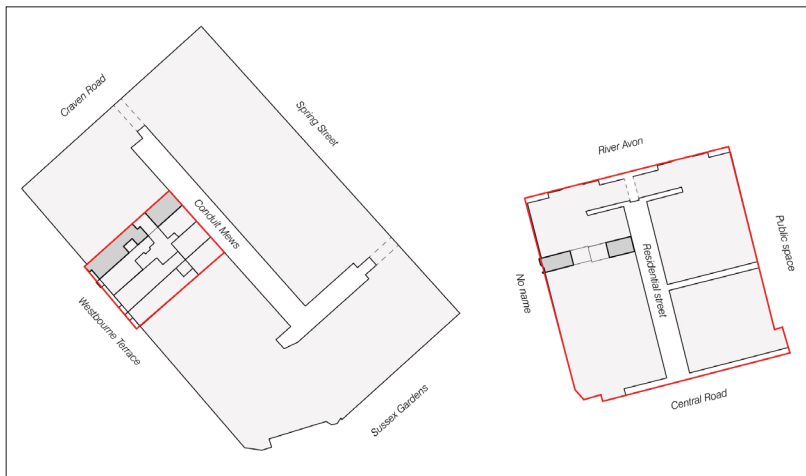 Craven Road
Spring Street
Conduit Mews
Westbourne Terrace
Sussex Gardens
River Avon
Public space
Residential street
No name
Central Road